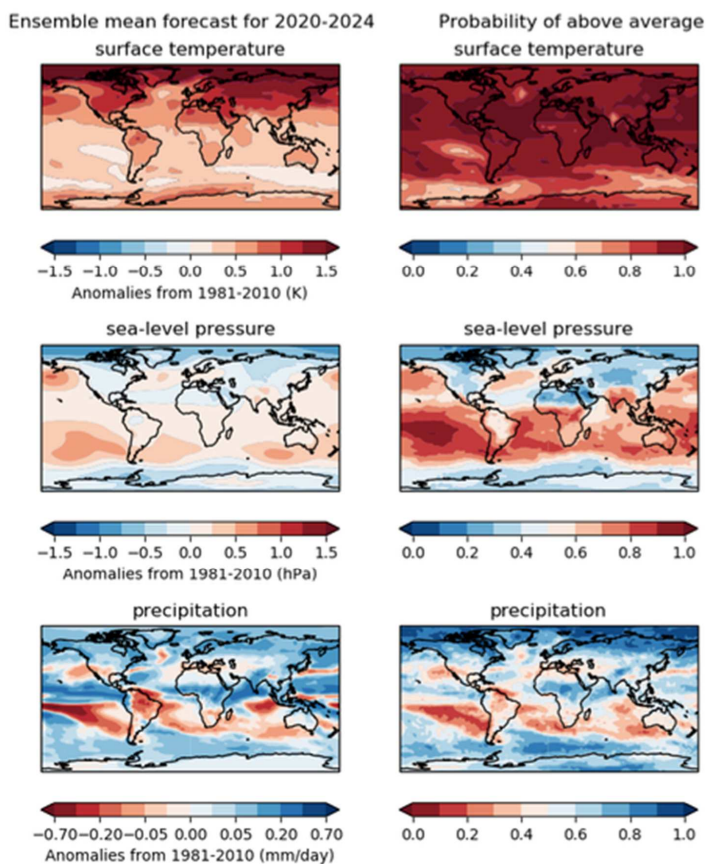 Ensemble mean forecast for 2020-2024
surface temperature
−1.5 −1.0 −0.5 0.0 0.5 1.0 1.5
Anomalies from 1981-2010 (K)
Probability of above average
surface temperature
0.0 0.2 0.4 0.6 0.8 1.0
sea-level pressure
−1.5 −1.0 −0.5 0.0 0.5 1.0 1.5
Anomalies from 1981-2010 (hPa)
sea-level pressure
0.0 0.2 0.4 0.6 0.8 1.0
precipitation
−0.70−0.20−0.05 0.00 0.05 0.20 0.70
Anomalies from 1981-2010 (mm/day)
precipitation
0.0 0.2 0.4 0.6 0.8 1.0